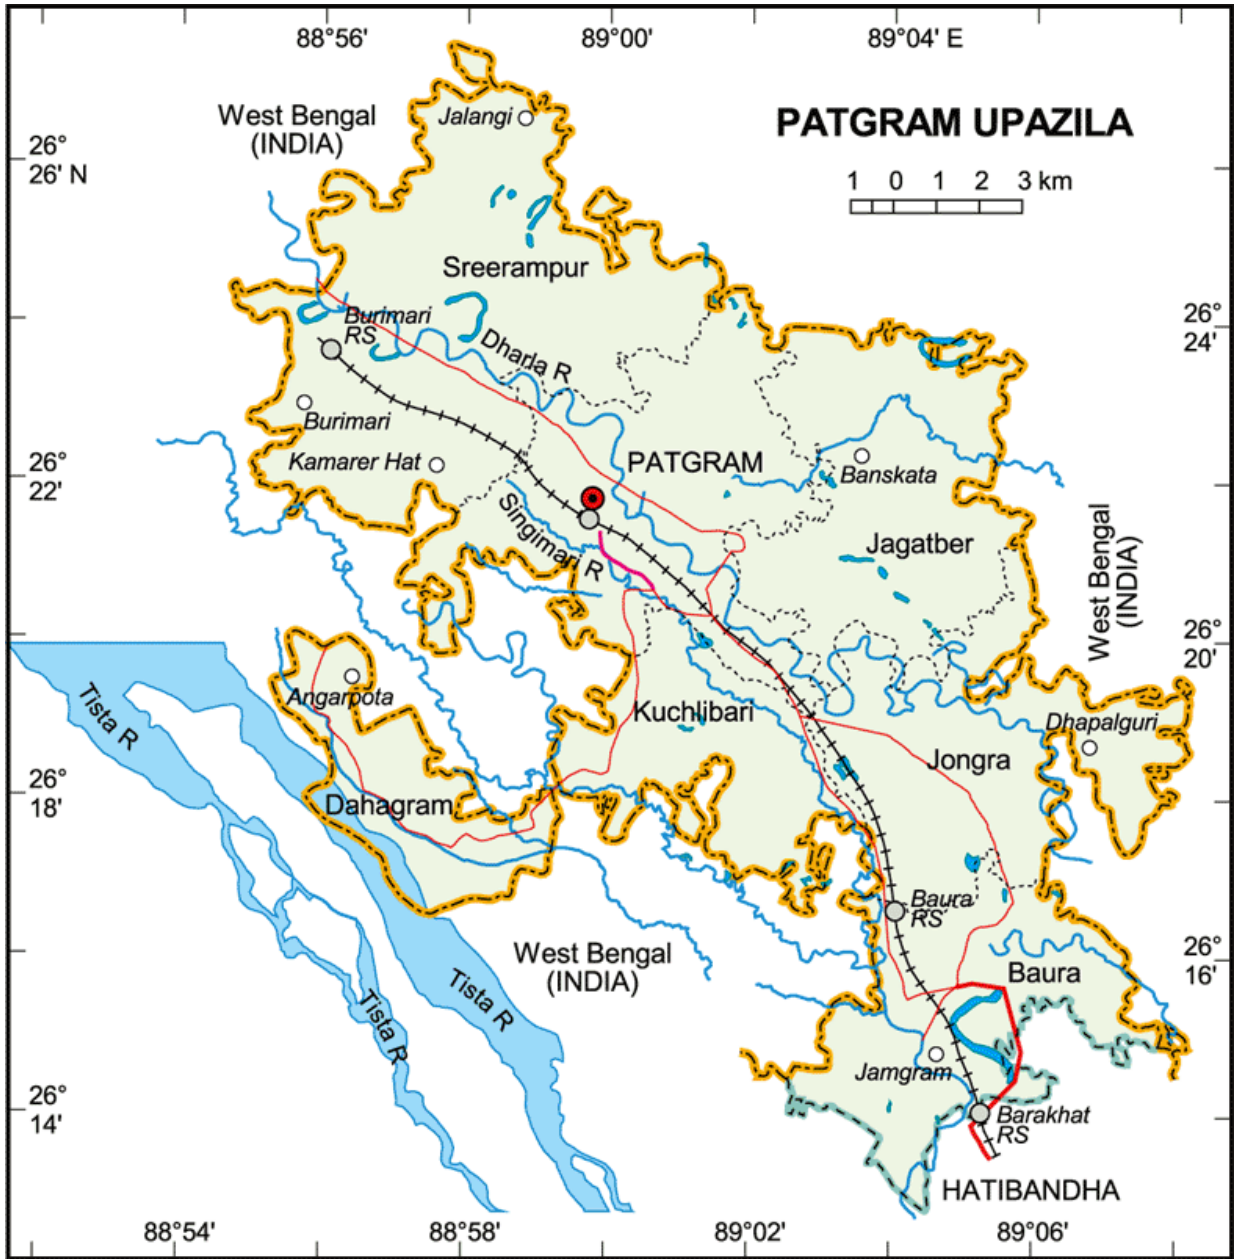 88°56'
89°00'
89°04' E
West Bengal
(INDIA)
Jalangi
PATGRAM UPAZILA
26°
26' N
1 0 1 2 3 km
Sreerampur
Burimari
RS
Dharla R
26°
24'
Burimari
Kamarer Hat
PATGRAM
Banskata
26°
22'
Singimari R
Jagatber
West Bengal
(INDIA)
26°
20'
Angarpota
Tista R
Kuchlibari
Dhapalguri
Jongra
26°
18'
Dahagram
Baura
RS
West Bengal
(INDIA)
26°
16'
Baura
Tista R
Tista R
Jamgram
26°
14'
Barakhat
RS
HATIBANDHA
88°54'
88°58'
89°02'
89°06'